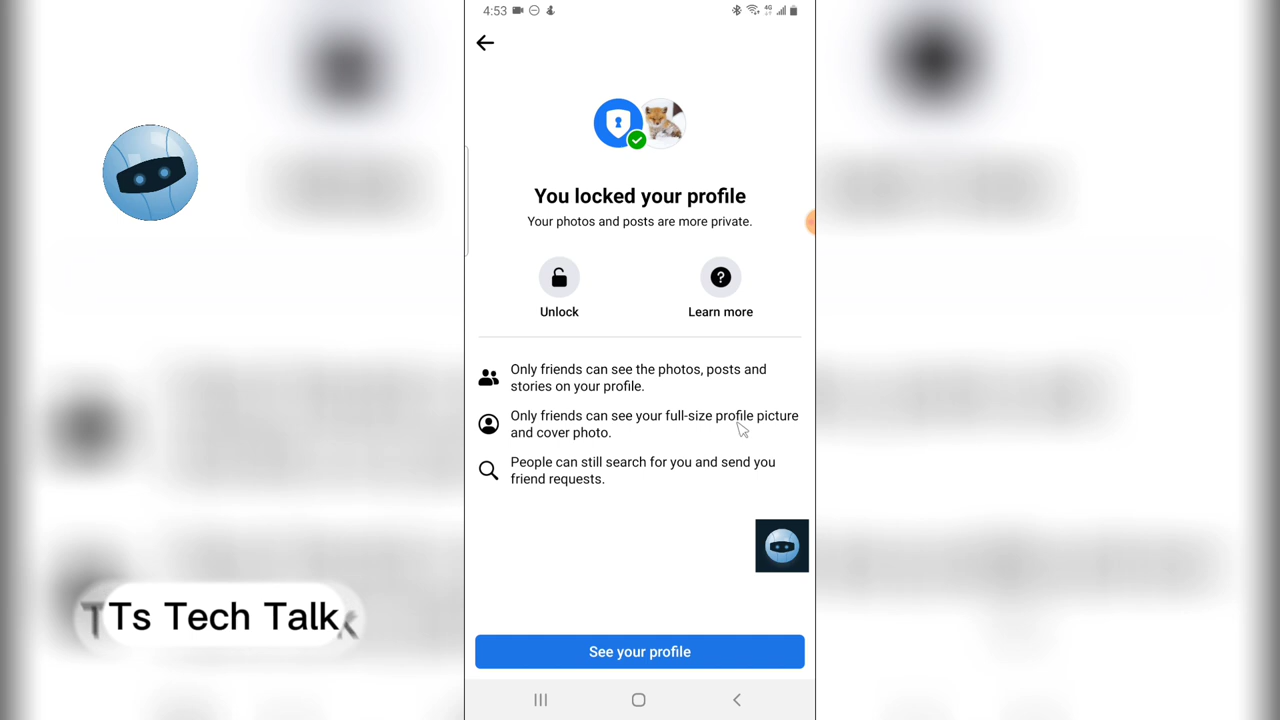 4:53
You locked your profile
Your photos and posts are more private.
Unlock
Learn more
Only friends can see the photos, posts and
stories on your profile.
Only friends can see your full-size profile picture
and cover photo.
People can still search for you and send you
friend requests.
Ts Tech Talk
See your profile